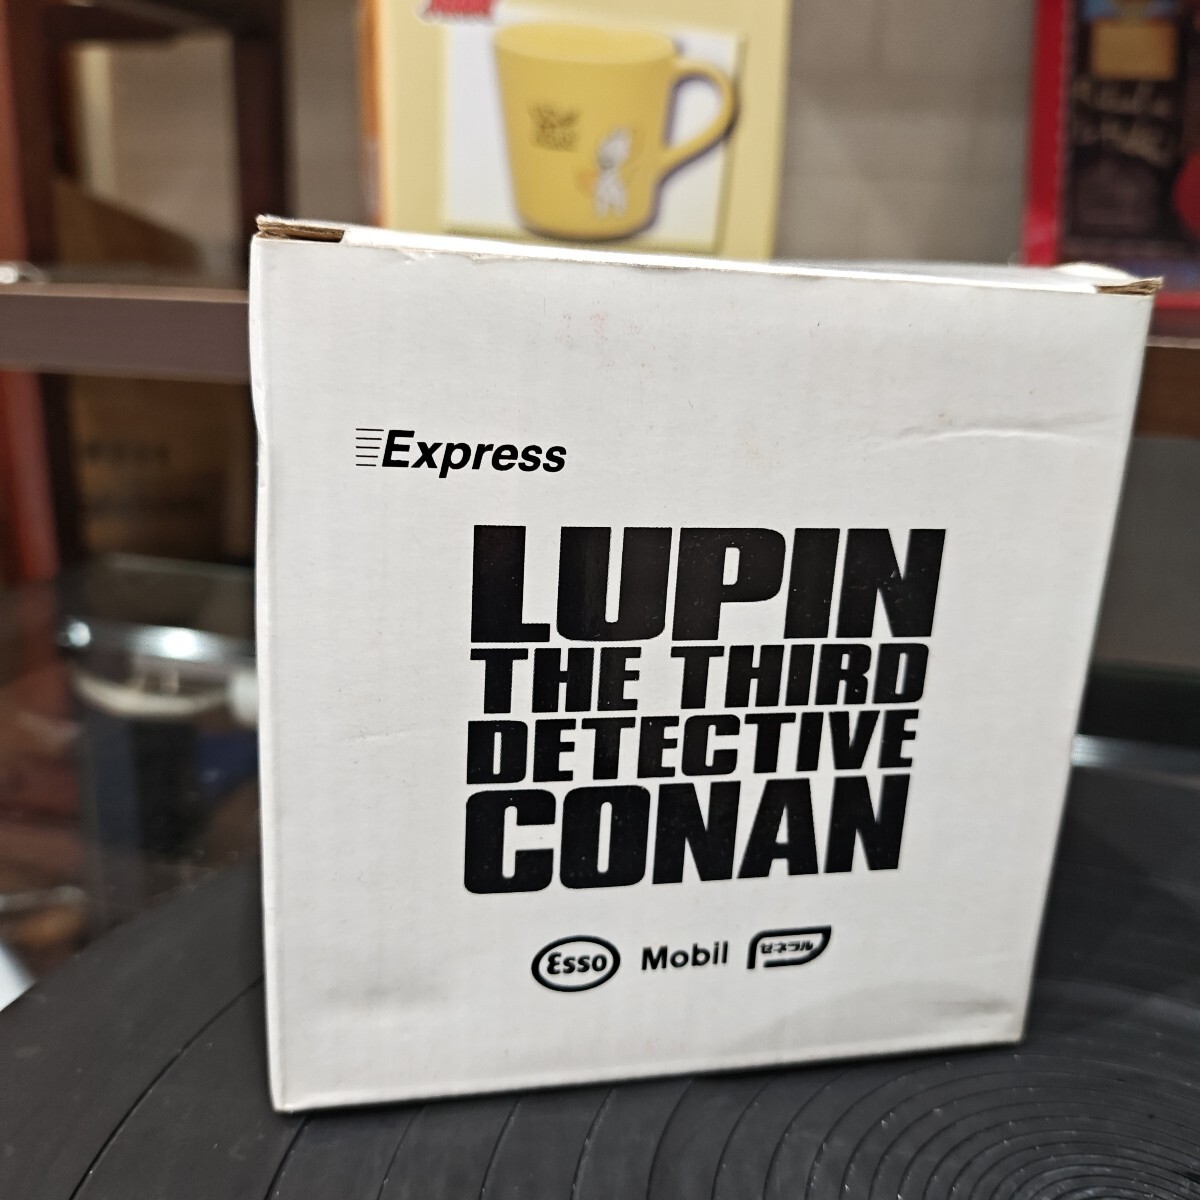 Express
LUPIN
THE THIRD
DETECTIVE
CONAN
Esso Mobil ゼネラル